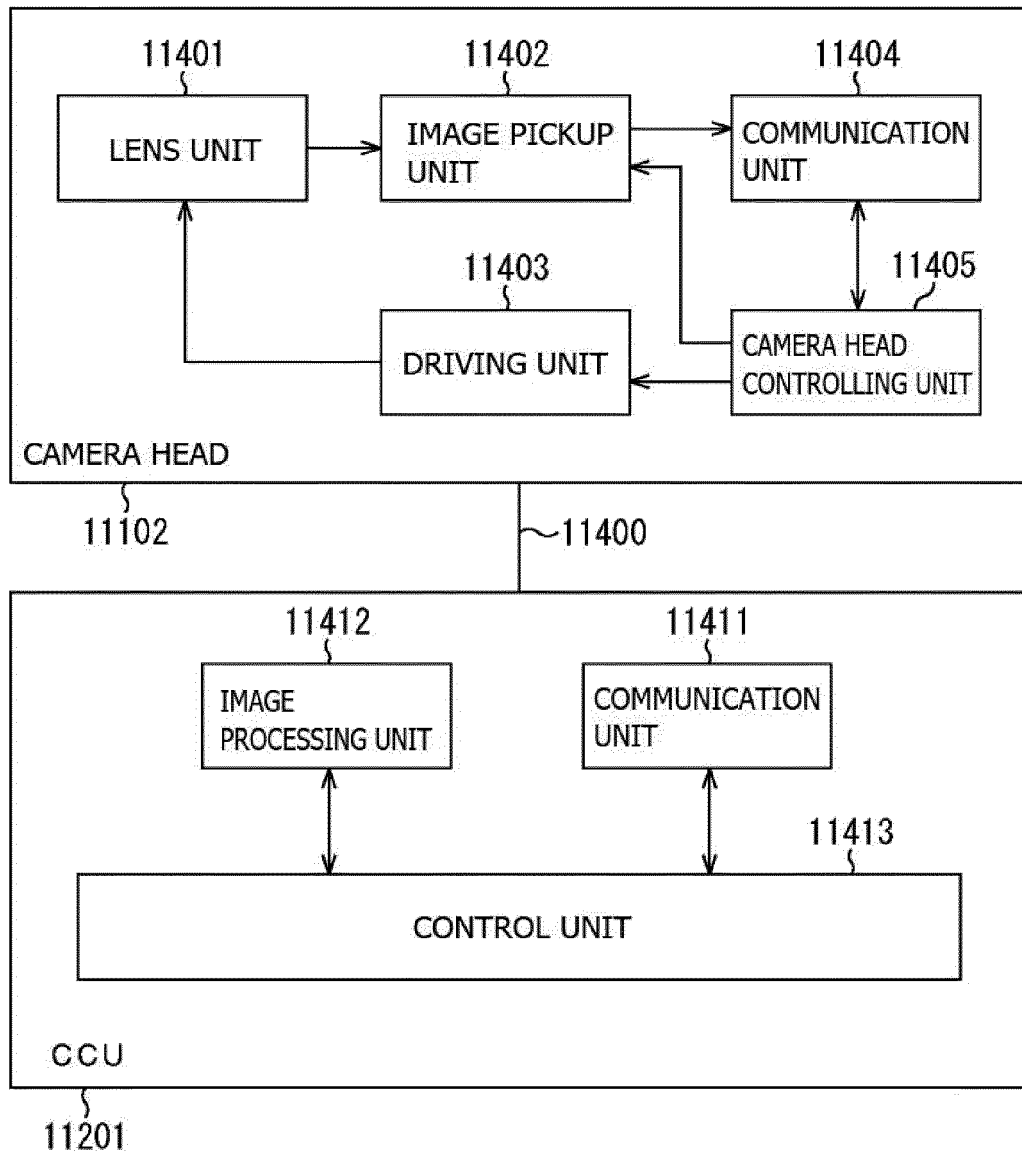 11401
11402
11404
LENS UNIT
IMAGE PICKUP
UNIT
COMMUNICATION
UNIT
11403
11405
DRIVING UNIT
CAMERA HEAD
CONTROLLING UNIT
CAMERA HEAD
11102
11400
11412
11411
IMAGE
PROCESSING UNIT
COMMUNICATION
UNIT
11413
CONTROL UNIT
CCU
11201